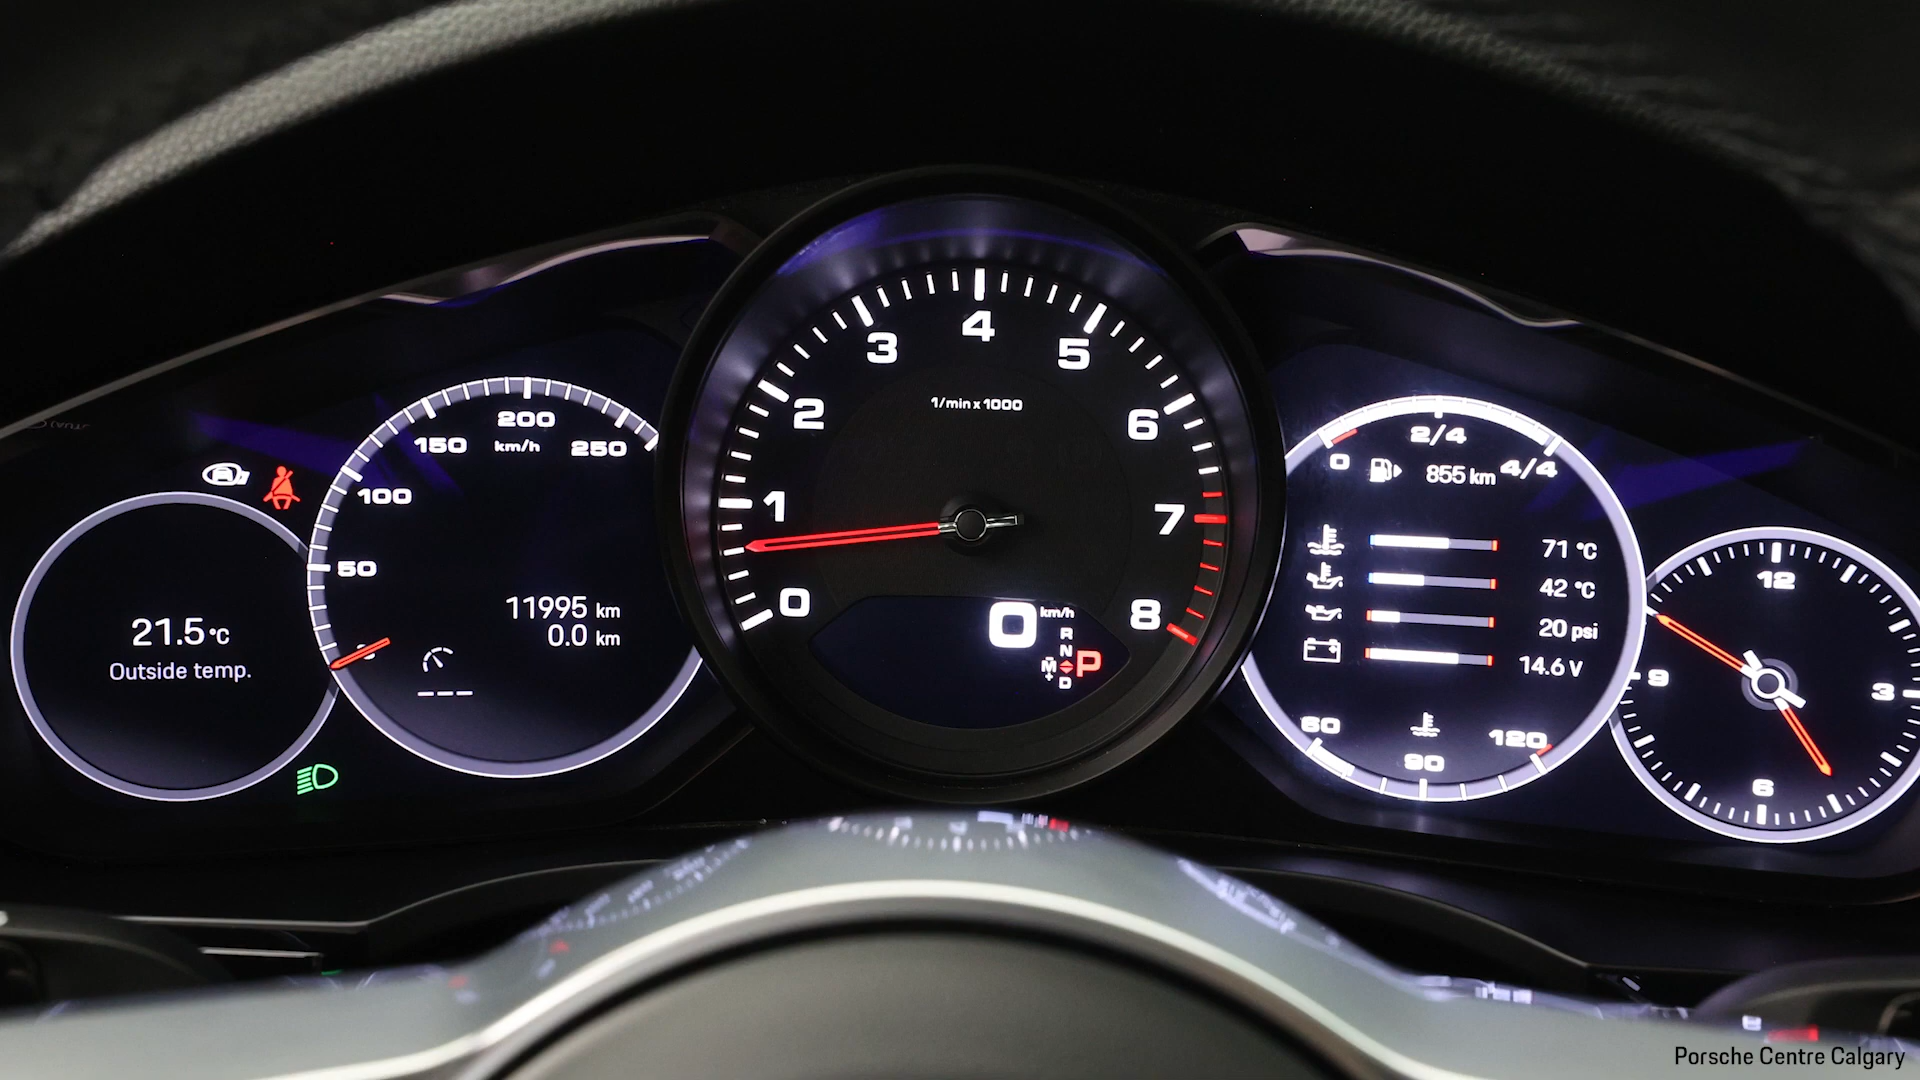 21.5 °C
Outside temp.
0
50
100
150
200
250
km/h
11995 km
0.0 km
0
1
2
3
4
5
6
7
8
1/min x 1000
0 km/h
R
N
M
P
+
D
0
2/4
4/4
855 km
71 °C
42 °C
20 psi
14.6 V
60
90
120
12
3
6
9
Porsche Centre Calgary